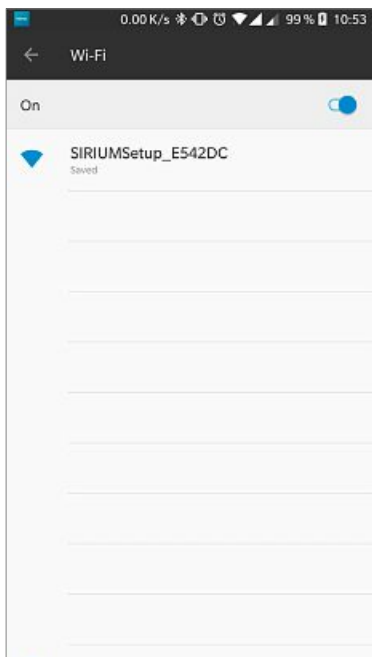 0.00 K/s 99 % 10:53
Wi-Fi
On
SIRIUMSetup_E542DC
Saved